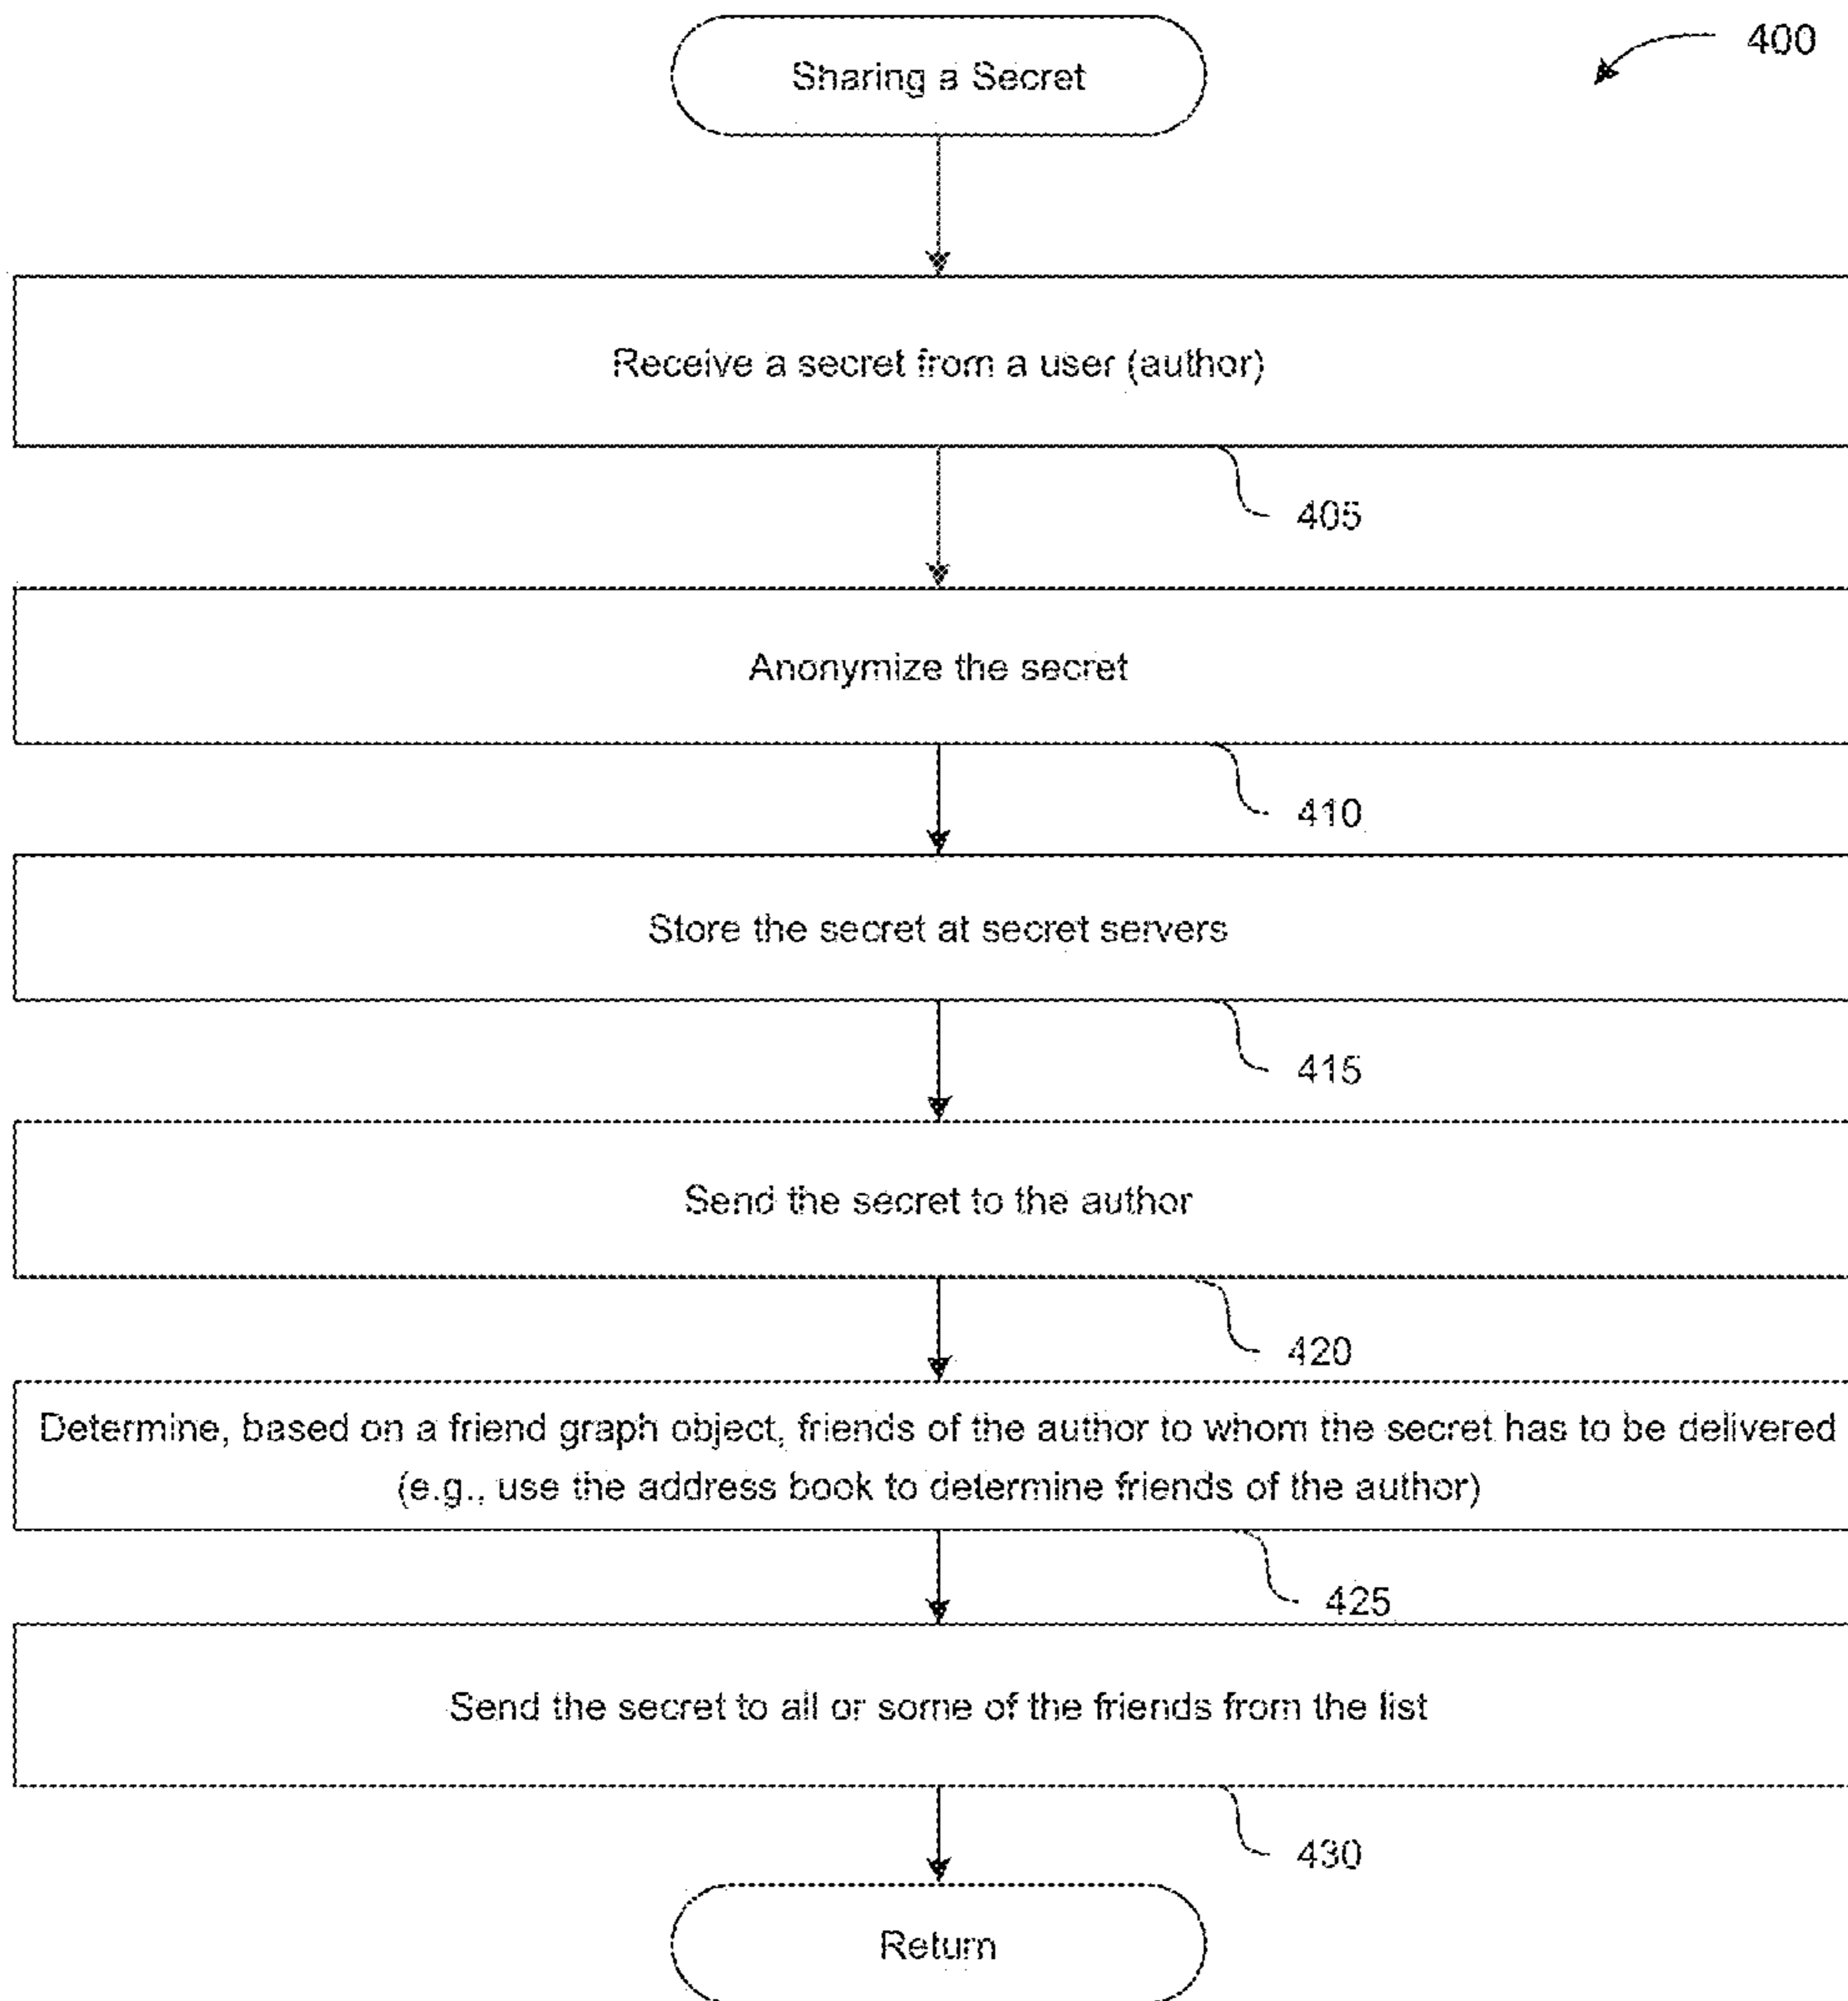 400
Sharing a Secret
Receive a secret from a user (author)
405
Anonymize the secret
410
Store the secret at secret servers
415
Send the secret to the author
420
Determine, based on a friend graph object, friends of the author to whom the secret has to be delivered
(e.g., use the address book to determine friends of the author)
425
Send the secret to all or some of the friends from the list
430
Return